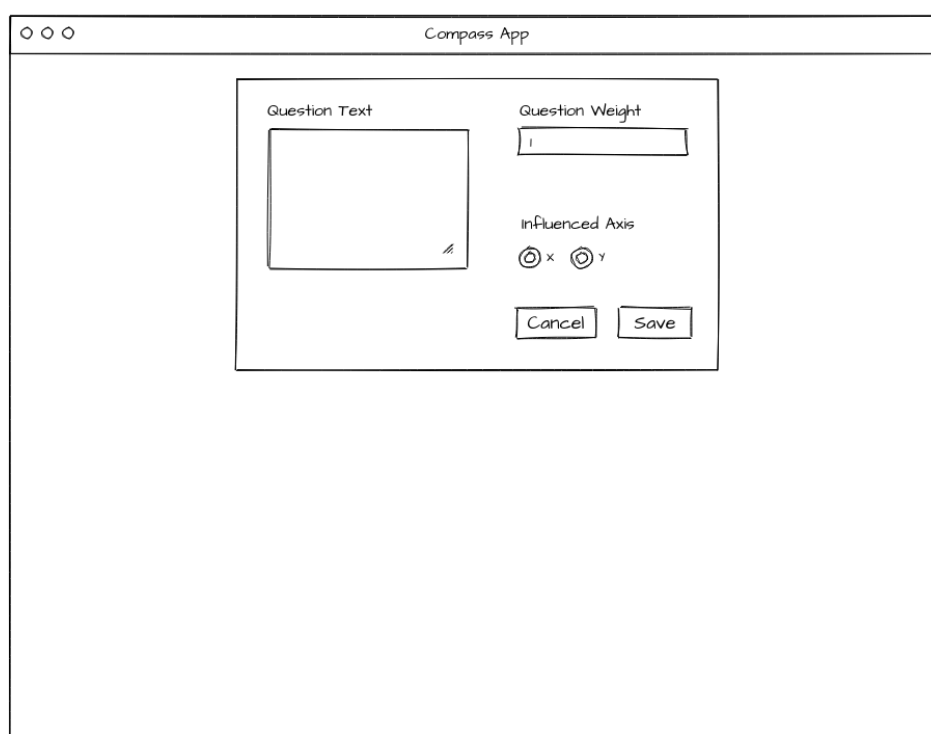 Compass App
Question Text
Question Weight
1
Influenced Axis
x y
Cancel Save